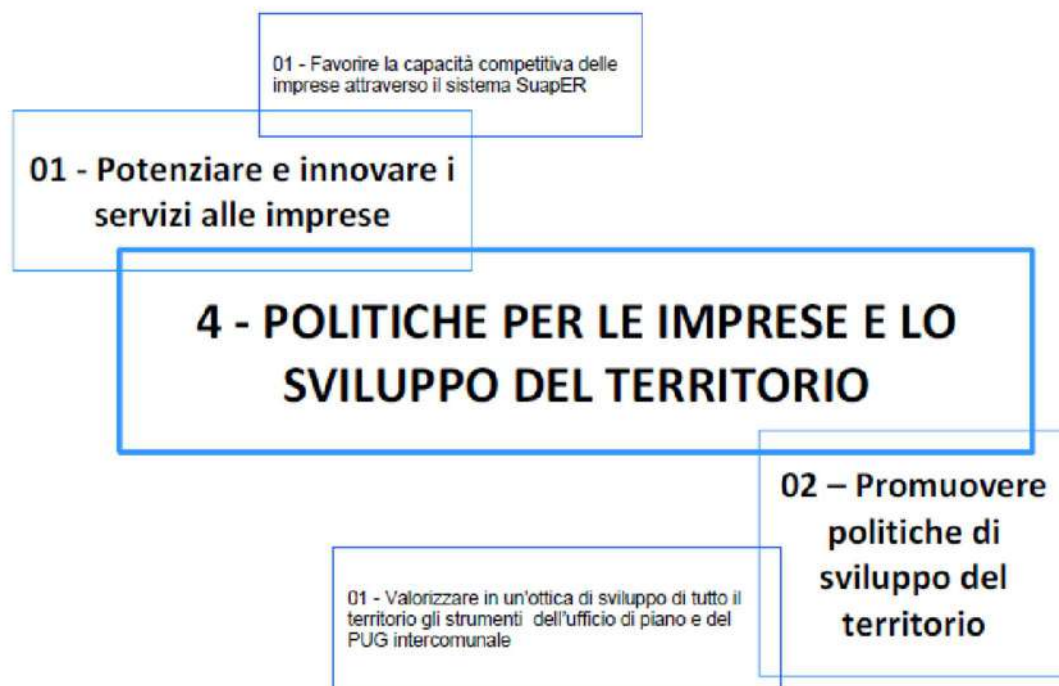 01 - Favorire la capacità competitiva delle
imprese attraverso il sistema SuapER
01 - Potenziare e innovare i
servizi alle imprese
4 - POLITICHE PER LE IMPRESE E LO
SVILUPPO DEL TERRITORIO
02 – Promuovere
politiche di
sviluppo del
territorio
01 - Valorizzare in un'ottica di sviluppo di tutto il
territorio gli strumenti dell'ufficio di piano e del
PUG intercomunale